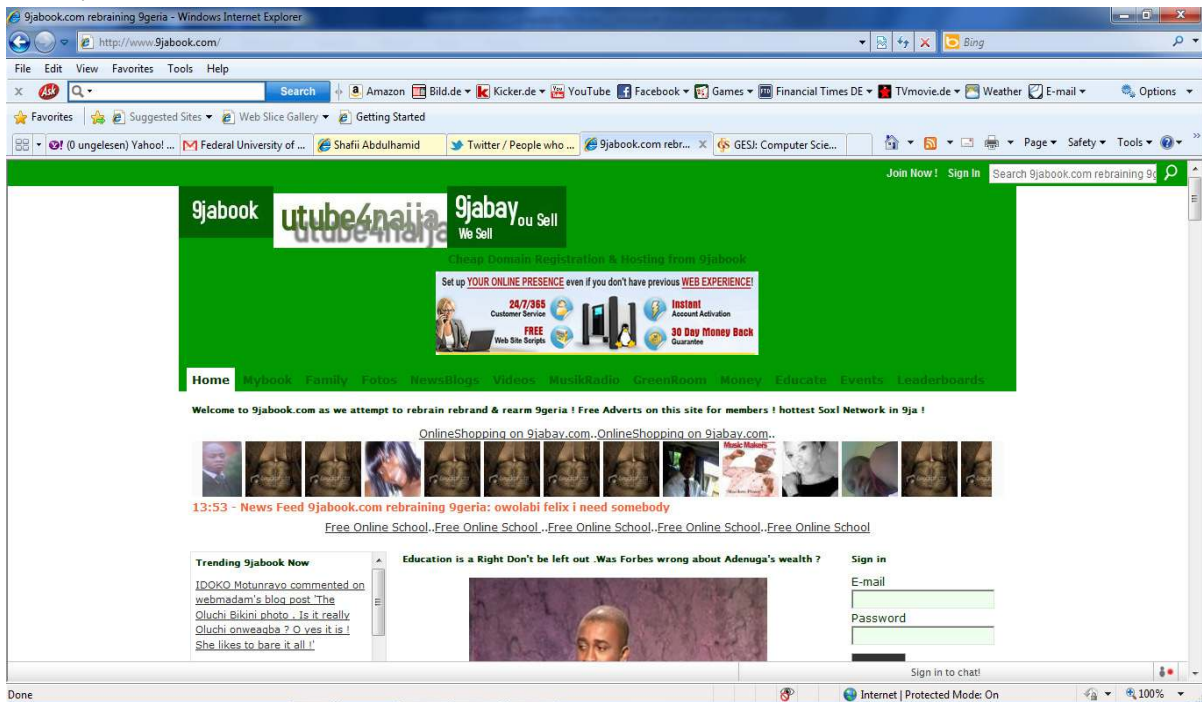 9jabook.com rebraining 9geria - Windows Internet Explorer
http://www.9jabook.com/
Bing
File Edit View Favorites Tools Help
Ask Search Amazon Bild.de Kicker.de YouTube Facebook Games Financial Times DE TVmovie.de Weather E-mail Options
Favorites Suggested Sites Web Slice Gallery Getting Started
(0 ungelesen) Yahoo! ... Federal University of ... Shafii Abdulhamid Twitter / People who ... 9jabook.com rebr... GESJ: Computer Scie... Page Safety Tools
Join Now ! Sign In Search 9jabook.com rebraining 9g
9jabook utube4naija 9jabay ou Sell
We Sell
Cheap Domain Registration & Hosting from 9jabook
Set up YOUR ONLINE PRESENCE even if you don't have previous WEB EXPERIENCE!
24/7/365 Customer Service
Instant Account Activation
FREE Web Site Scripts
30 Day Money Back Guarantee
Home Mybook Family Fotos NewsBlogs Videos MusikRadio GreenRoom Money Educate Events Leaderboards
Welcome to 9jabook.com as we attempt to rebrain rebrand & rearm 9geria ! Free Adverts on this site for members ! hottest Soxl Network in 9ja !
OnlineShopping on 9jabay.com..OnlineShopping on 9jabay.com..
Music Makers
13:53 - News Feed 9jabook.com rebraining 9geria: owolabi felix i need somebody
Free Online School..Free Online School ..Free Online School..Free Online School..Free Online School
Trending 9jabook Now
IDOKO Motunrayo commented on
webmadam's blog post 'The
Oluchi Bikini photo . Is it really
Oluchi onweagba ? O yes it is !
She likes to bare it all !'
Education is a Right Don't be left out .Was Forbes wrong about Adenuga's wealth ?
Sign in
E-mail
Password
Sign in to chat!
Done
Internet | Protected Mode: On
100%